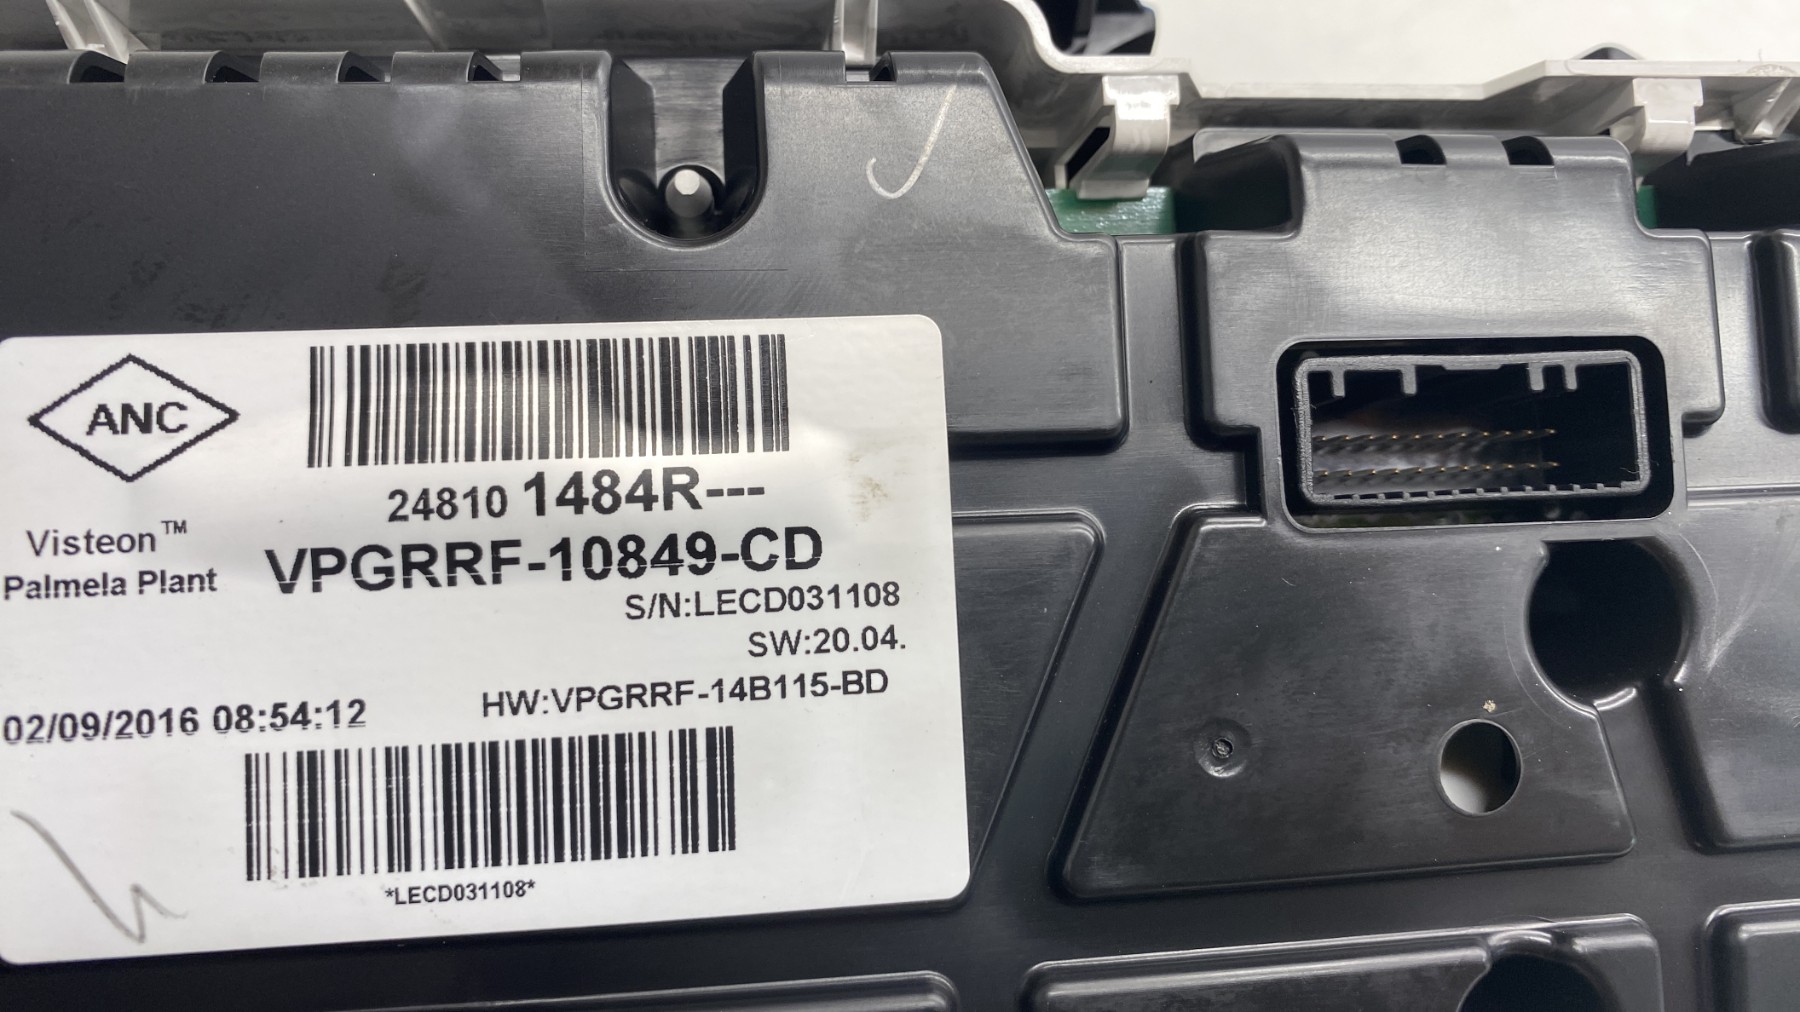 ANC
24810 1484R---
Visteon™
Palmela Plant
VPGRRF-10849-CD
S/N:LECD031108
SW:20.04.
HW:VPGRRF-14B115-BD
02/09/2016 08:54:12
*LECD031108*